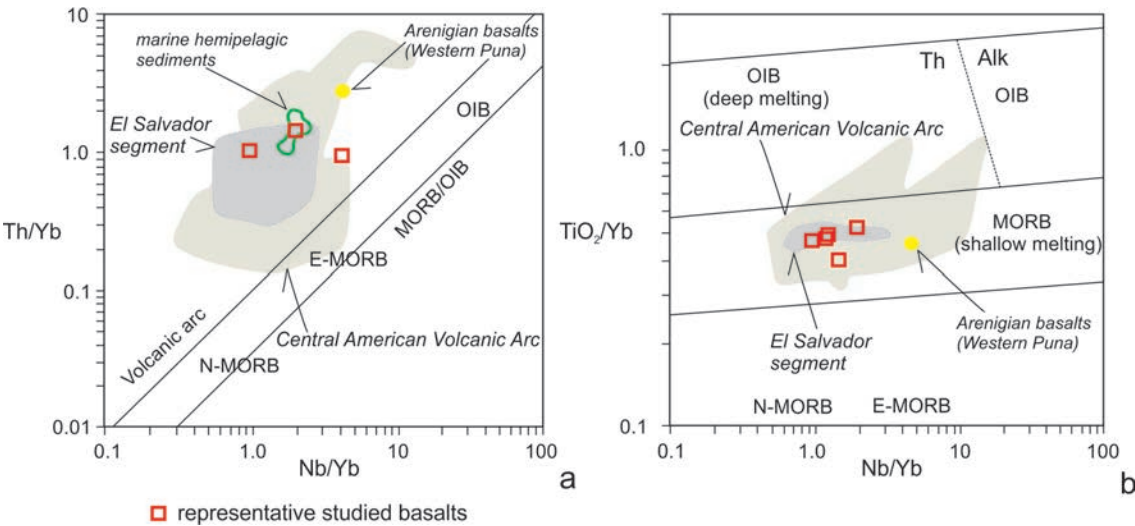 10
1.0
Th/Yb
0.1
0.01
0.1
1.0
10
100
Nb/Yb
a
marine hemipelagic
sediments
Arenigian basalts
(Western Puna)
El Salvador
segment
OIB
MORB/OIB
E-MORB
Volcanic arc
N-MORB
Central American Volcanic Arc
1.0
TiO₂/Yb
0.1
0.1
1.0
10.0
100
Nb/Yb
b
OIB
(deep melting)
Th
Alk
OIB
Central American Volcanic Arc
MORB
(shallow melting)
El Salvador
segment
Arenigian basalts
(Western Puna)
N-MORB
E-MORB
representative studied basalts